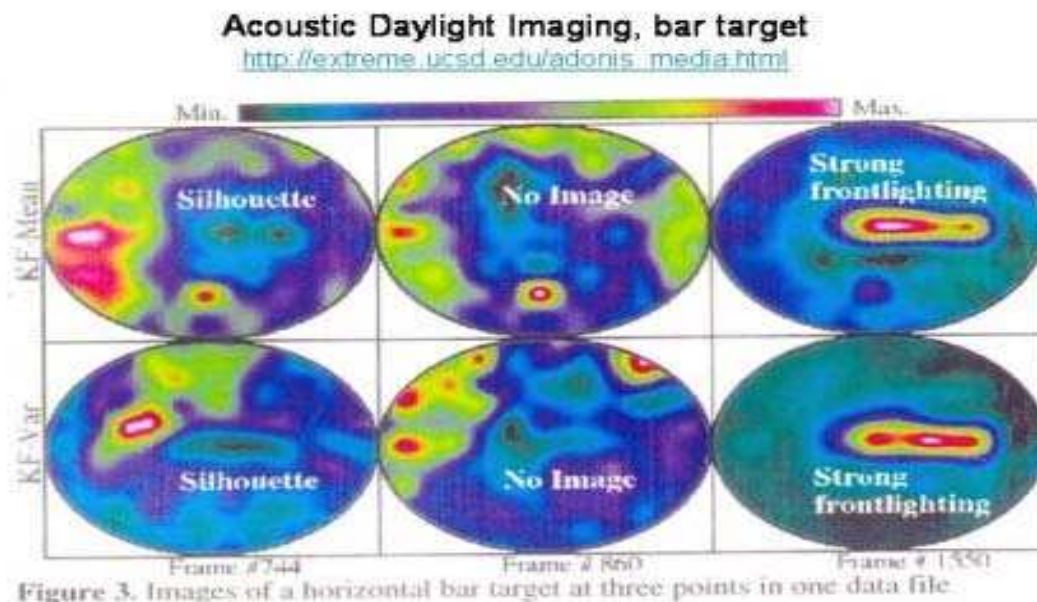 Acoustic Daylight Imaging, bar target
http://extreme.ucsd.edu/adonis_media.html
Min. Max.
KF-Mean
Silhouette
No Image
Strong
frontlighting
KF-Var
Silhouette
No Image
Strong
frontlighting
Frame #744 Frame # 860 Frame # 1550
Figure 3. Images of a horizontal bar target at three points in one data file.